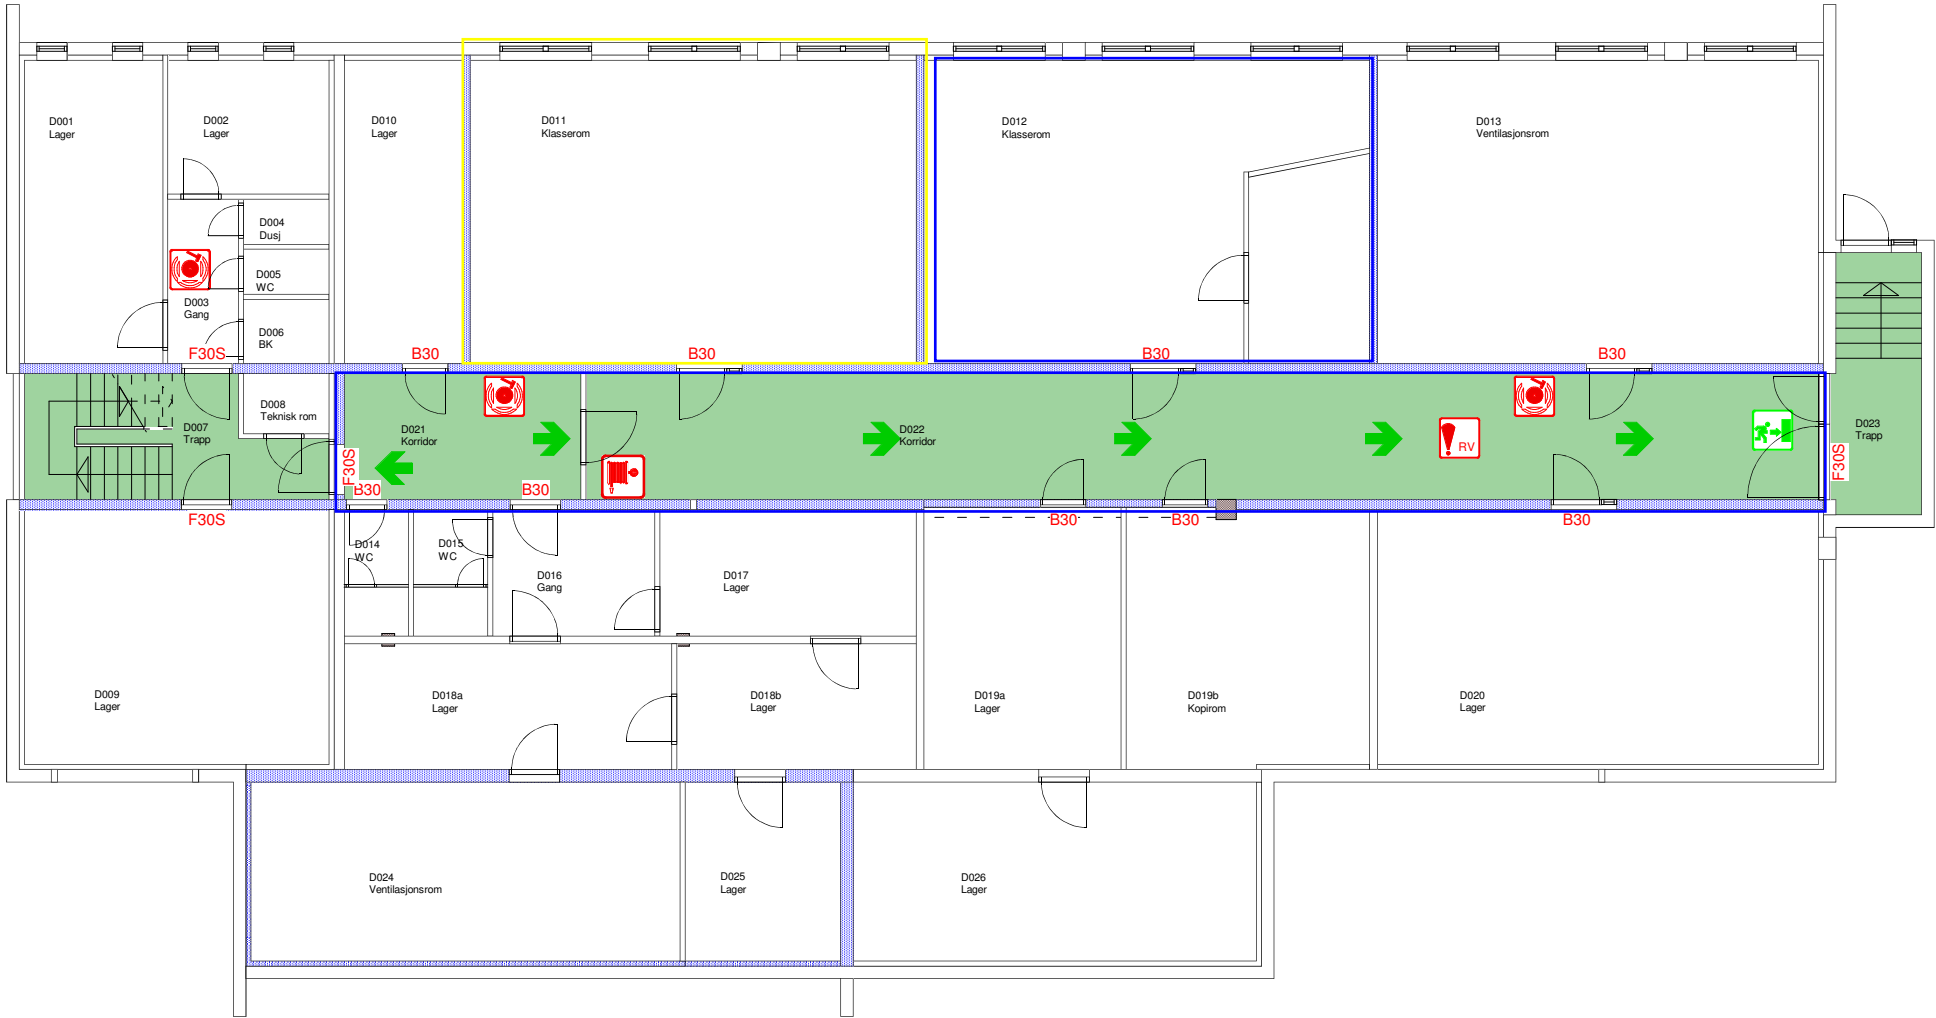 D001
Lager
D002
Lager
D010
Lager
D011
Klasserom
D012
Klasserom
D013
Ventilasjonsrom
D004
Dusj
D005
WC
D003
Gang
D006
BK
F30S
B30
B30
B30
B30
D008
Teknisk rom
D007
Trapp
D021
Korridor
D022
Korridor
RV
D023
Trapp
F30S
F30S
B30
B30
F30S
B30
B30
B30
D014
WC
D015
WC
D016
Gang
D017
Lager
D009
Lager
D018a
Lager
D018b
Lager
D019a
Lager
D019b
Kopirom
D020
Lager
D024
Ventilasjonsrom
D025
Lager
D026
Lager